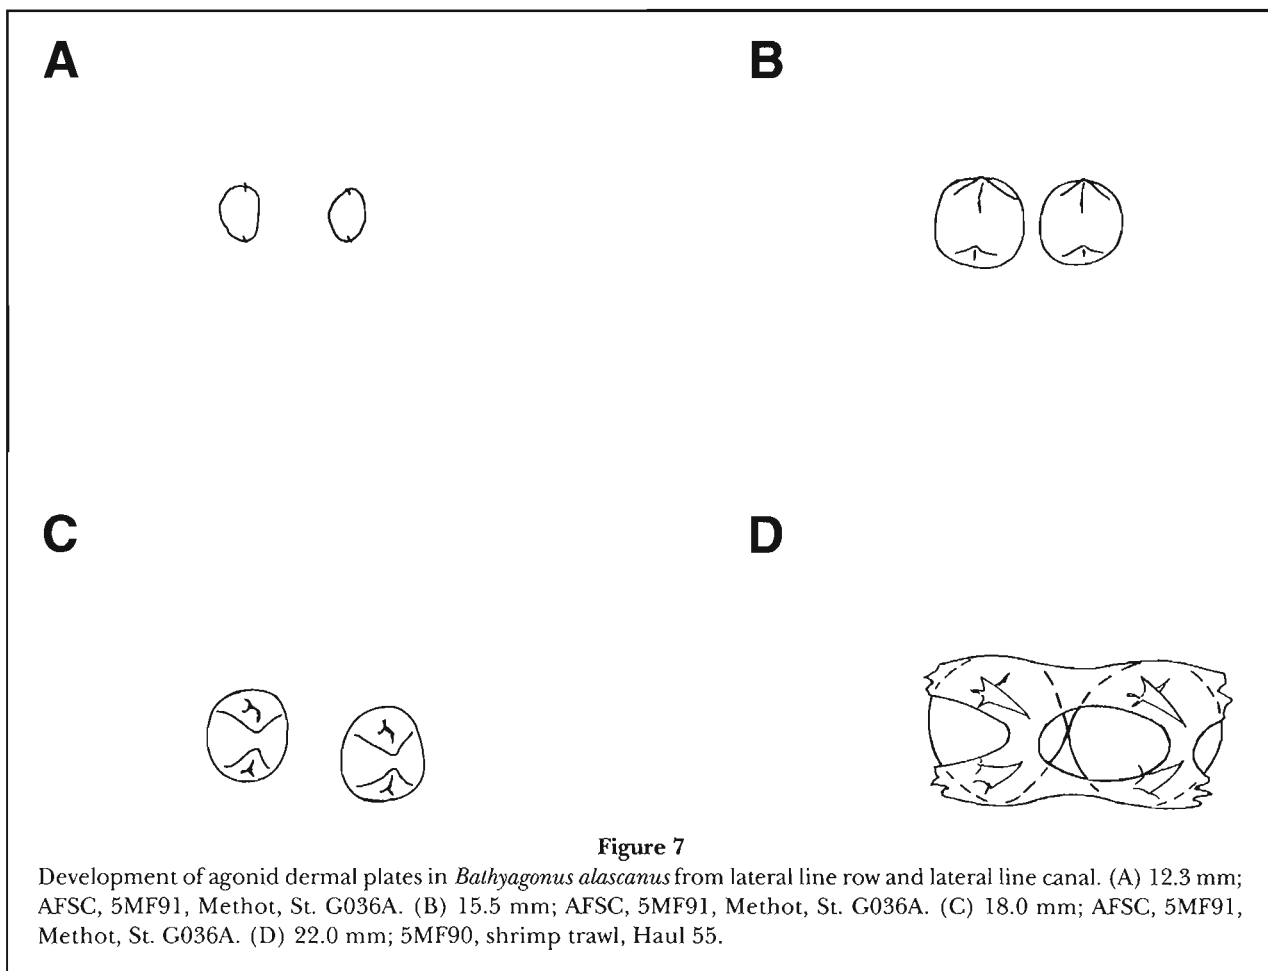 A
B
C
D
Figure 7
Development of agonid dermal plates in Bathyagonus alascanus from lateral line row and lateral line canal. (A) 12.3 mm;
AFSC, 5MF91, Methot, St. G036A. (B) 15.5 mm; AFSC, 5MF91, Methot, St. G036A. (C) 18.0 mm; AFSC, 5MF91,
Methot, St. G036A. (D) 22.0 mm; 5MF90, shrimp trawl, Haul 55.